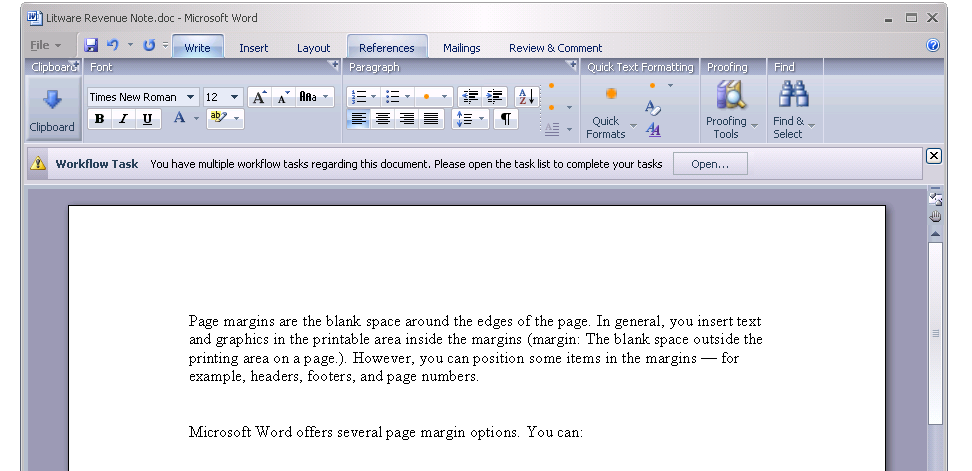 Litware Revenue Note.doc - Microsoft Word
File Write Insert Layout References Mailings Review & Comment
Clipboard Font Paragraph Quick Text Formatting Proofing Find
Times New Roman 12 A A AAa
B I U A ab
Clipboard Quick Formats Proofing Tools Find & Select
Workflow Task You have multiple workflow tasks regarding this document. Please open the task list to complete your tasks Open...
Page margins are the blank space around the edges of the page. In general, you insert text
and graphics in the printable area inside the margins (margin: The blank space outside the
printing area on a page.). However, you can position some items in the margins — for
example, headers, footers, and page numbers.
Microsoft Word offers several page margin options. You can: